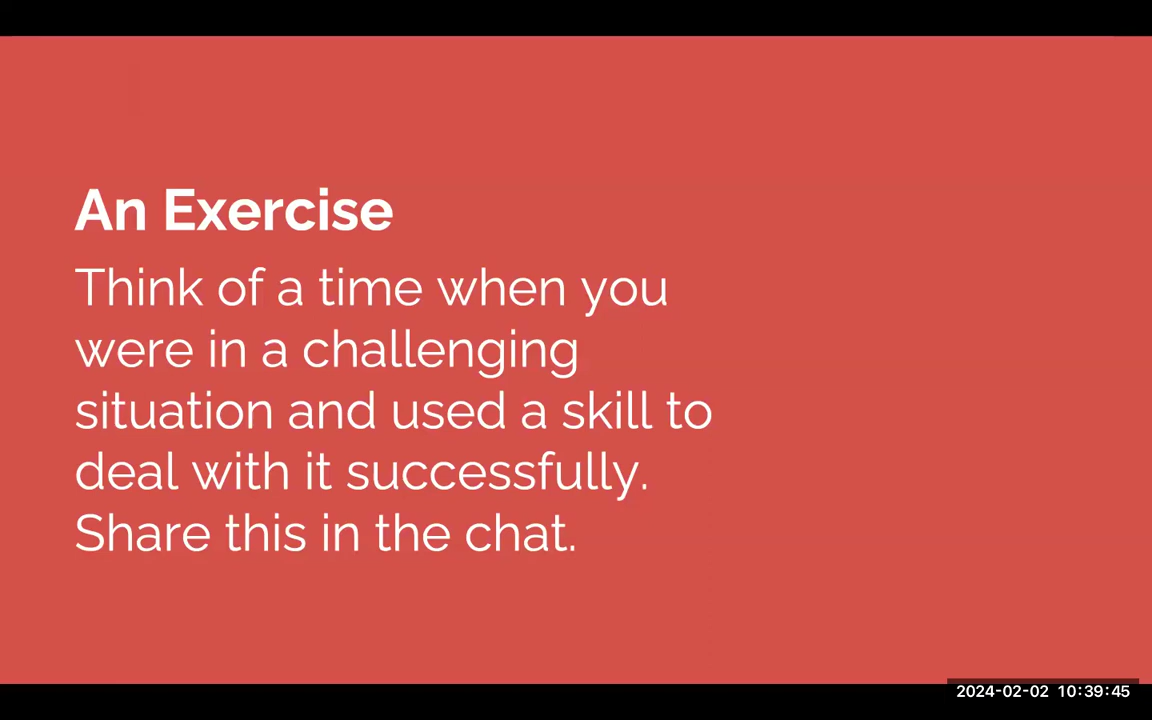 An Exercise
Think of a time when you
were in a challenging
situation and used a skill to
deal with it successfully.
Share this in the chat.
2024-02-02 10:39:45